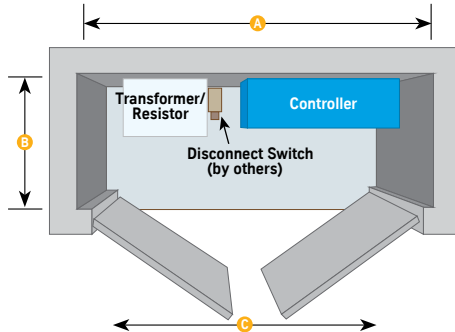 A
Transformer/
Resistor
Controller
B
Disconnect Switch
(by others)
C